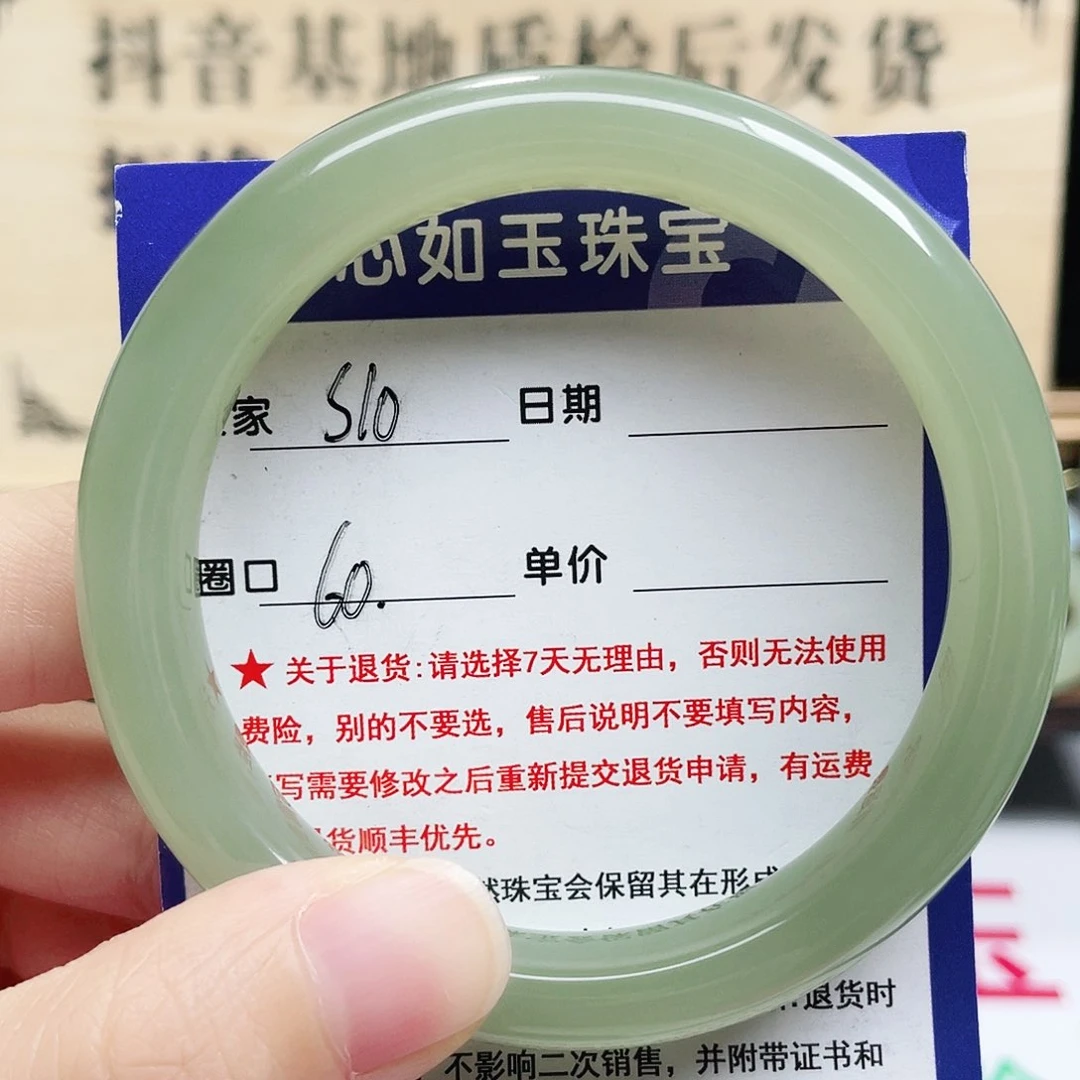 抖音基地质检后发货
心如玉珠宝
家 S10 日期
圈口 60. 单价
★关于退货:请选择7天无理由，否则无法使用
费险，别的不要选，售后说明不要填写内容，
写需要修改之后重新提交退货申请，有运费
货顺丰优先。
然珠宝会保留其在形成
退货时
不影响二次销售，并附带证书和